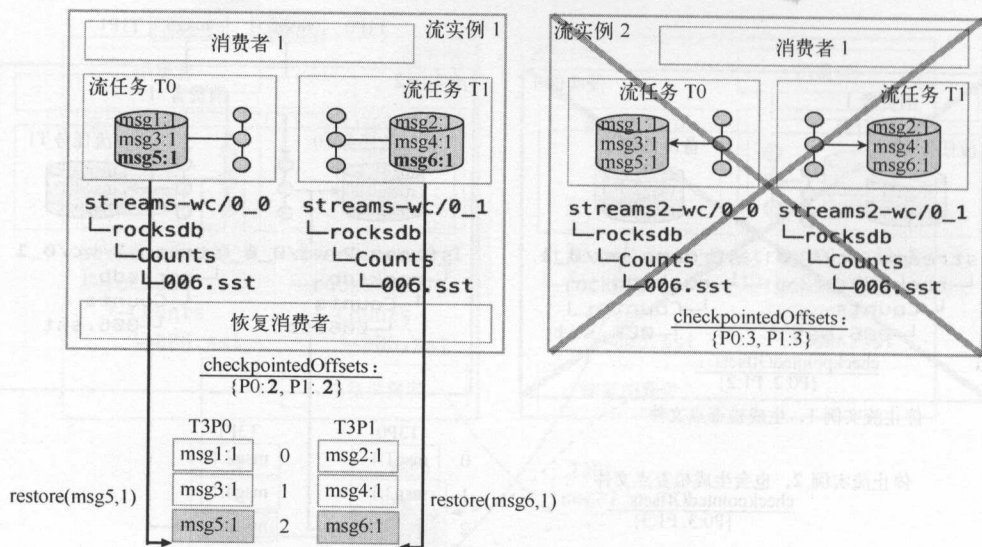 流实例 1
消费者 1
流任务 T0
msg1:1
msg3:1
msg5:1
流任务 T1
msg2:1
msg4:1
msg6:1
streams-wc/0_0
└─rocksdb
└─Counts
└─006.sst
streams-wc/0_1
└─rocksdb
└─Counts
└─006.sst
恢复消费者
checkpointedOffsets:
{P0:2, P1:2}
T3P0
msg1:1 0
msg3:1 1
msg5:1 2
T3P1
msg2:1
msg4:1
msg6:1
restore(msg5,1)
restore(msg6,1)
流实例 2
消费者 1
流任务 T0
msg1:1
msg3:1
msg5:1
流任务 T1
msg2:1
msg4:1
msg6:1
streams2-wc/0_0
└─rocksdb
└─Counts
└─006.sst
streams2-wc/0_1
└─rocksdb
└─Counts
└─006.sst
checkpointedOffsets:
{P0:3, P1:3}